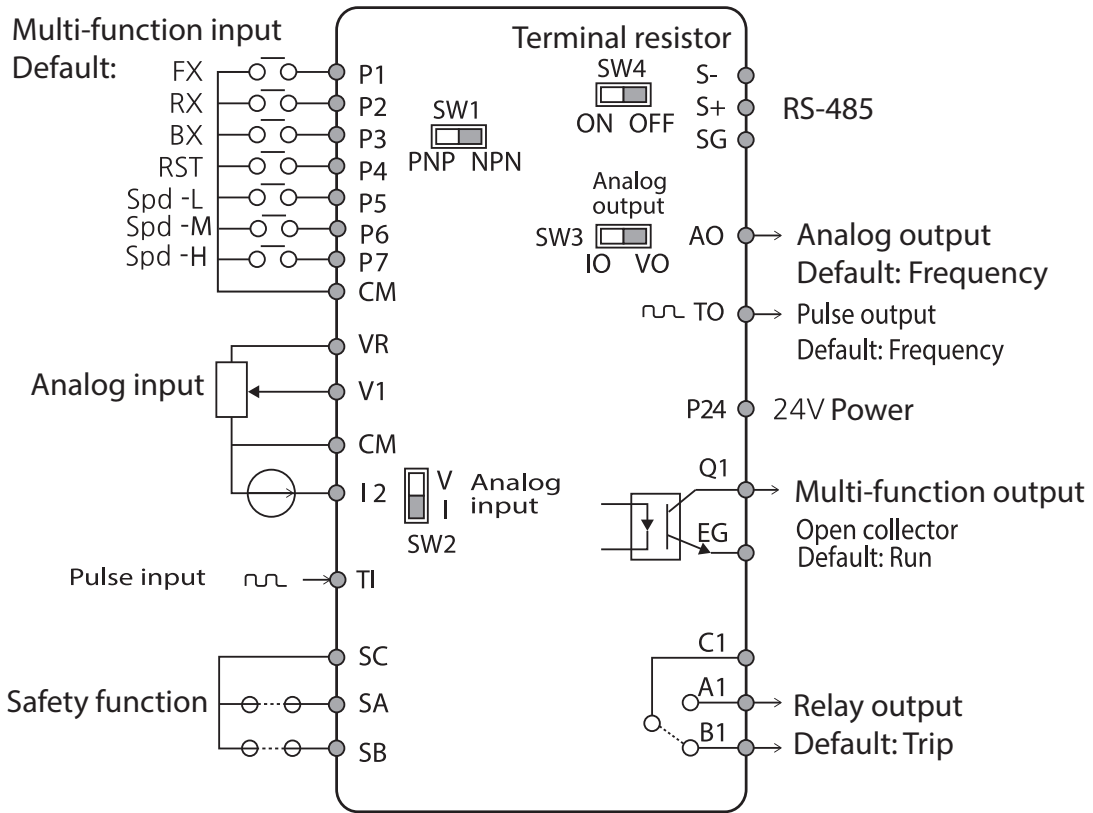 Multi-function input
Default:
FX
RX
BX
RST
Spd -L
Spd -M
Spd -H
P1
P2
P3
P4
P5
P6
P7
CM
SW1
PNP NPN
Terminal resistor
SW4
ON OFF
S-
S+
SG
RS-485
Analog
output
SW3
IO VO
AO
Analog output
Default: Frequency
TO
Pulse output
Default: Frequency
VR
Analog input
V1
CM
I 2
V
I
Analog
input
SW2
P24
24V Power
Q1
Multi-function output
EG
Open collector
Default: Run
Pulse input
TI
Safety function
SC
SA
SB
C1
A1
B1
Relay output
Default: Trip